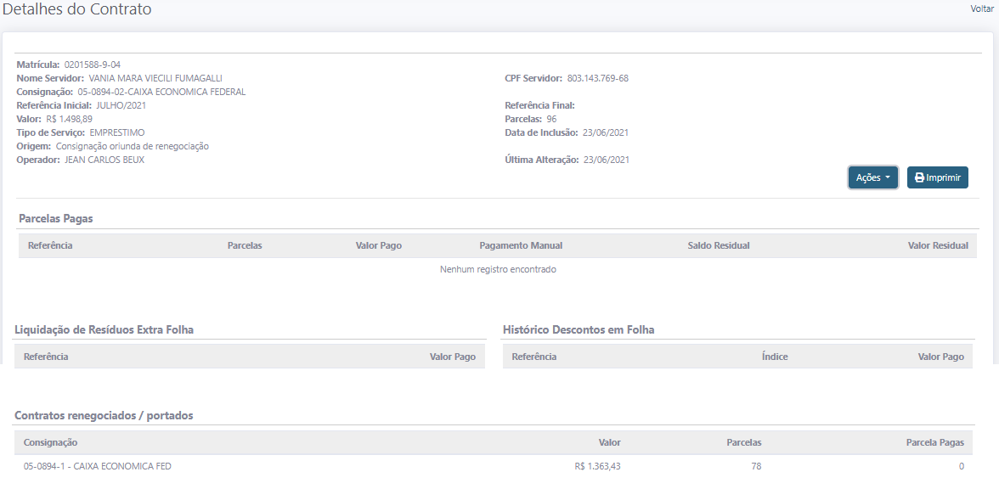 Detalhes do Contrato Voltar
Matrícula: 0201588-9-04
Nome Servidor: VANIA MARA VIECILI FUMAGALLI CPF Servidor: 803.143.769-68
Consignação: 05-0894-02-CAIXA ECONOMICA FEDERAL
Referência Inicial: JULHO/2021 Referência Final:
Valor: R$ 1.498,89 Parcelas: 96
Tipo de Serviço: EMPRESTIMO Data de Inclusão: 23/06/2021
Origem: Consignação oriunda de renegociação
Operador: JEAN CARLOS BEUX Última Alteração: 23/06/2021
Ações Imprimir
Parcelas Pagas
Referência Parcelas Valor Pago Pagamento Manual Saldo Residual Valor Residual
Nenhum registro encontrado
Liquidação de Resíduos Extra Folha Histórico Descontos em Folha
Referência Valor Pago Referência Índice Valor Pago
Contratos renegociados / portados
Consignação Valor Parcelas Parcela Pagas
05-0894-1 - CAIXA ECONOMICA FED R$ 1.363,43 78 0